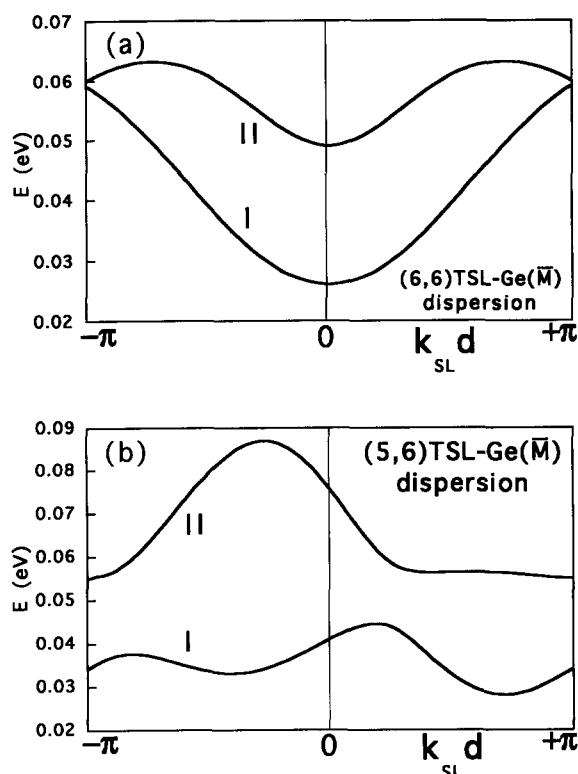 0.07
(a)
0.06
II
0.05
E (eV)
I
0.04
0.03
(6,6)TSL-Ge(M̅)
dispersion
0.02
−π
0
k_SL d
+π
0.09
(b)
(5,6)TSL-Ge(M̅)
dispersion
0.08
0.07
II
0.06
E (eV)
0.05
I
0.04
0.03
0.02
−π
0
k_SL d
+π